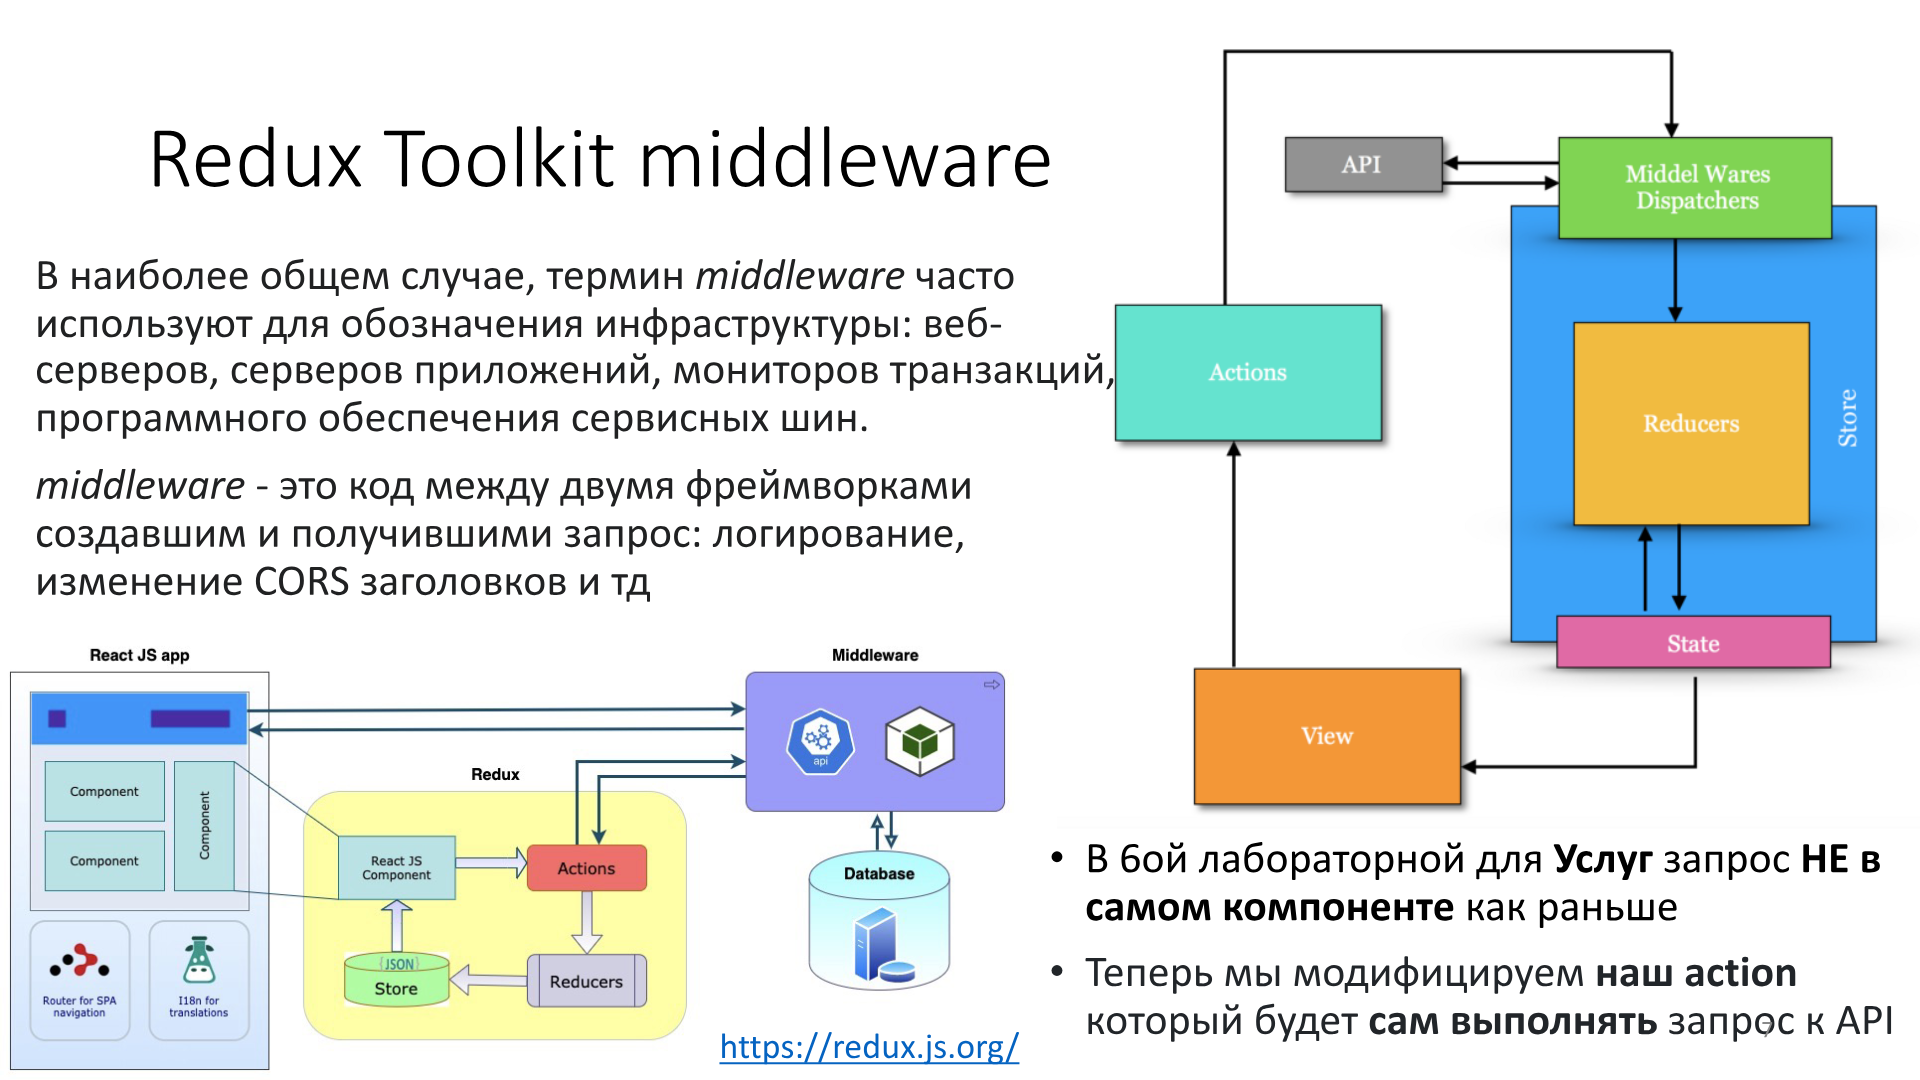 Redux Toolkit middleware
В наиболее общем случае, термин middleware часто
используют для обозначения инфраструктуры: веб-
серверов, серверов приложений, мониторов транзакций,
программного обеспечения сервисных шин.
middleware - это код между двумя фреймворками
создавшим и получившими запрос: логирование,
изменение CORS заголовков и тд
API
Middel Wares
Dispatchers
Actions
Reducers
Store
State
View
React JS app
Component
Component
Component
Router for SPA
navigation
I18n for
translations
Redux
React JS
Component
Actions
{JSON}
Store
Reducers
Middleware
api
Database
https://redux.js.org/
• В 6ой лабораторной для Услуг запрос НЕ в
самом компоненте как раньше
• Теперь мы модифицируем наш action
который будет сам выполнять запрос к API
7